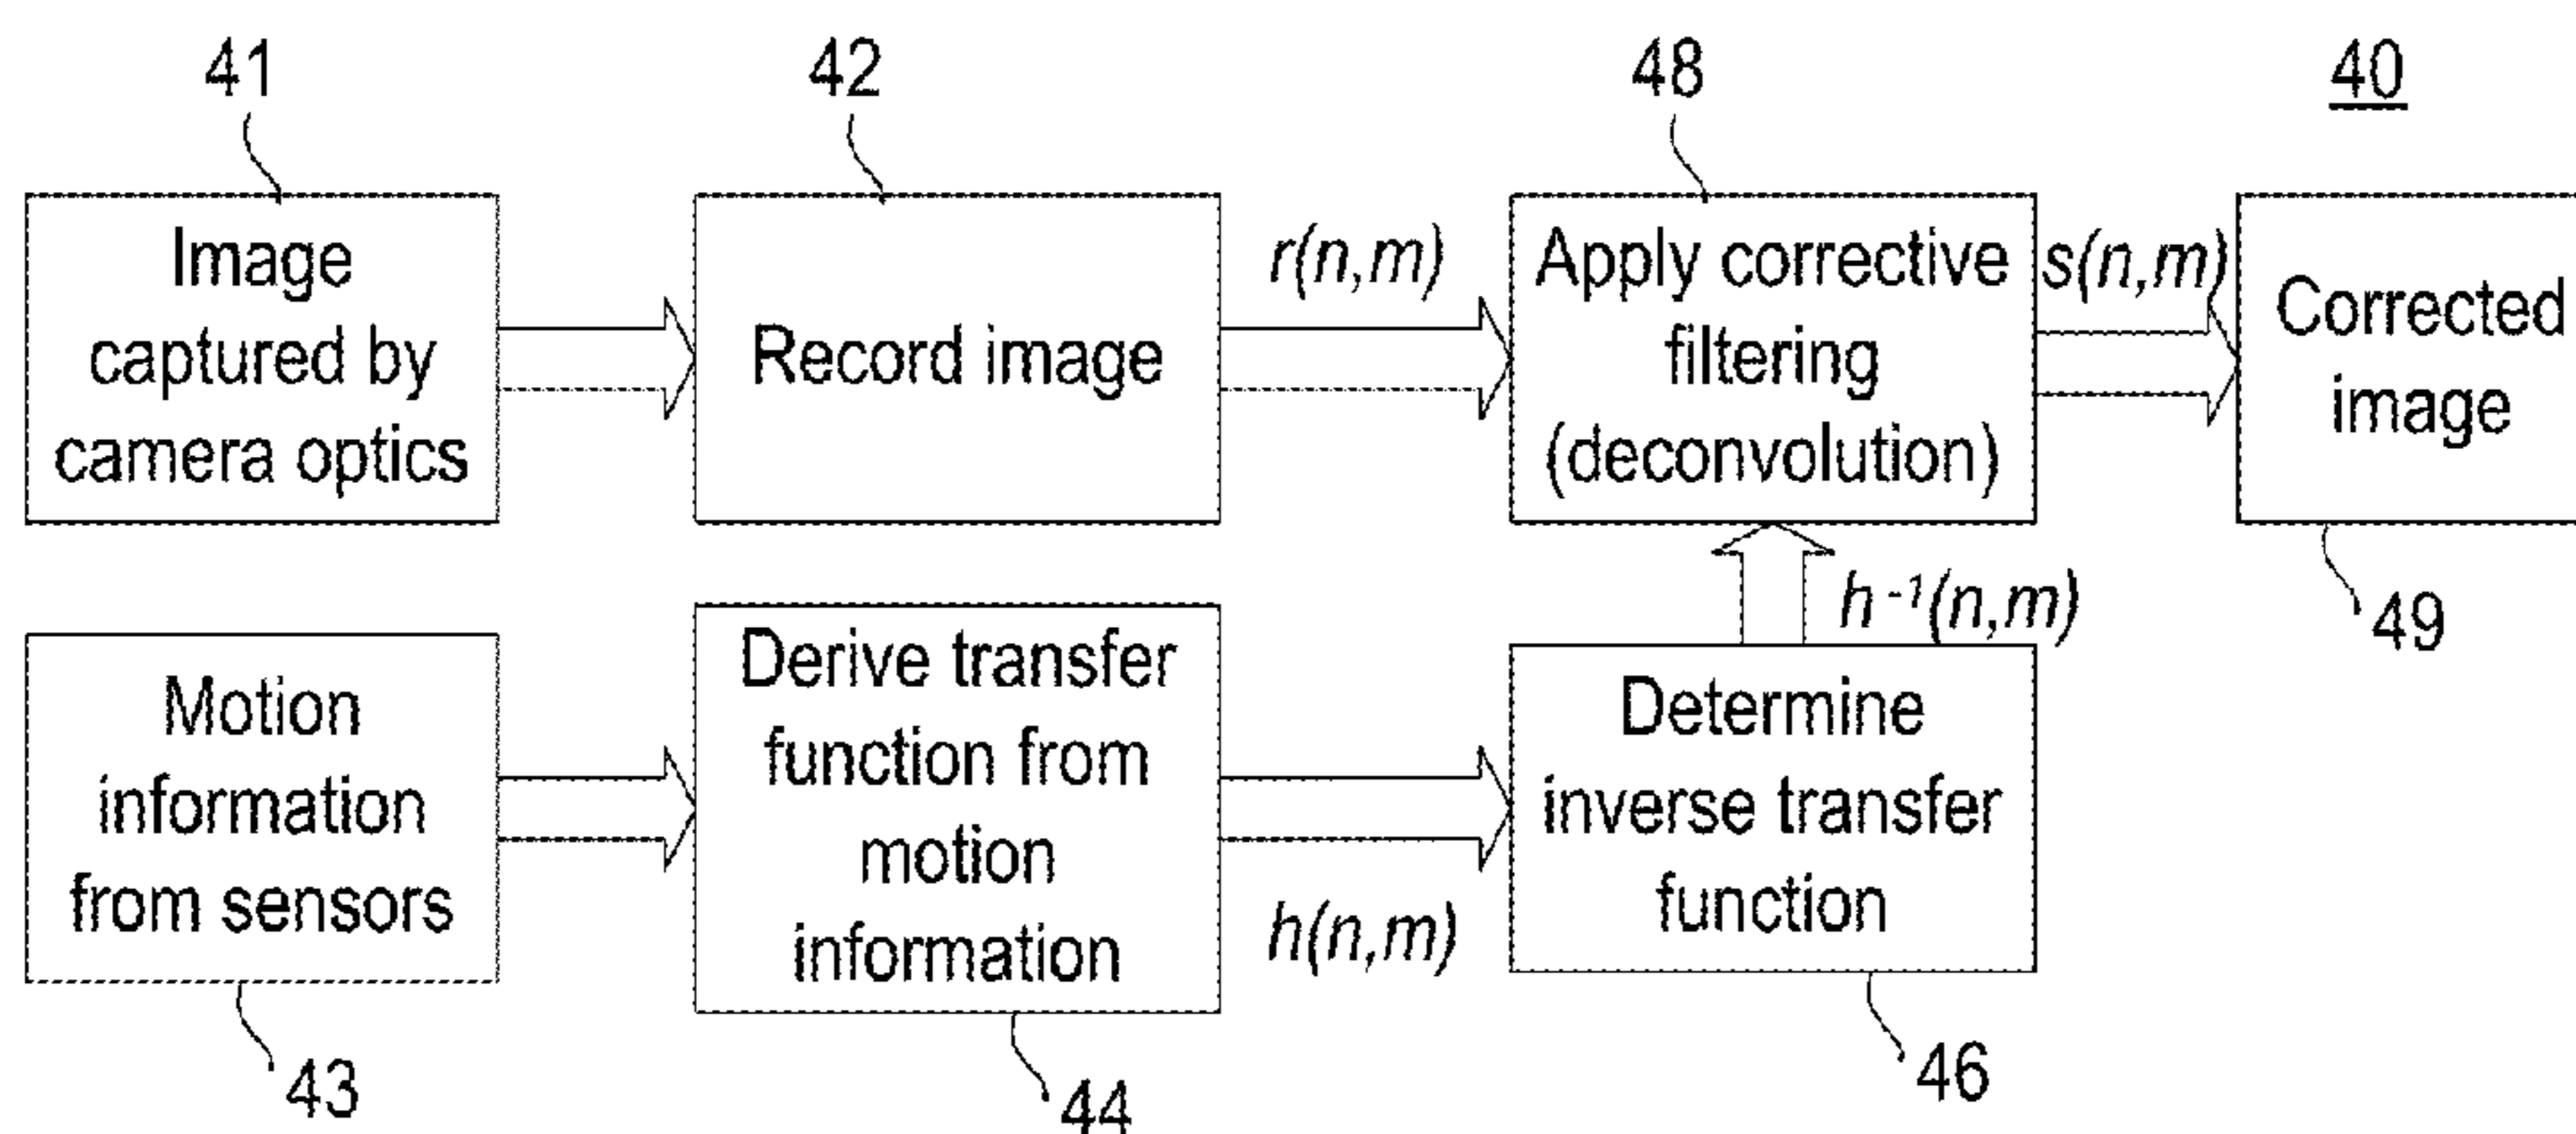 41
42
48
40
Image
captured by
camera optics
Record image
r(n,m)
Apply corrective
filtering
(deconvolution)
s(n,m)
Corrected
image
49
Motion
information
from sensors
43
Derive transfer
function from
motion
information
44
h(n,m)
Determine
inverse transfer
function
46
h⁻¹(n,m)